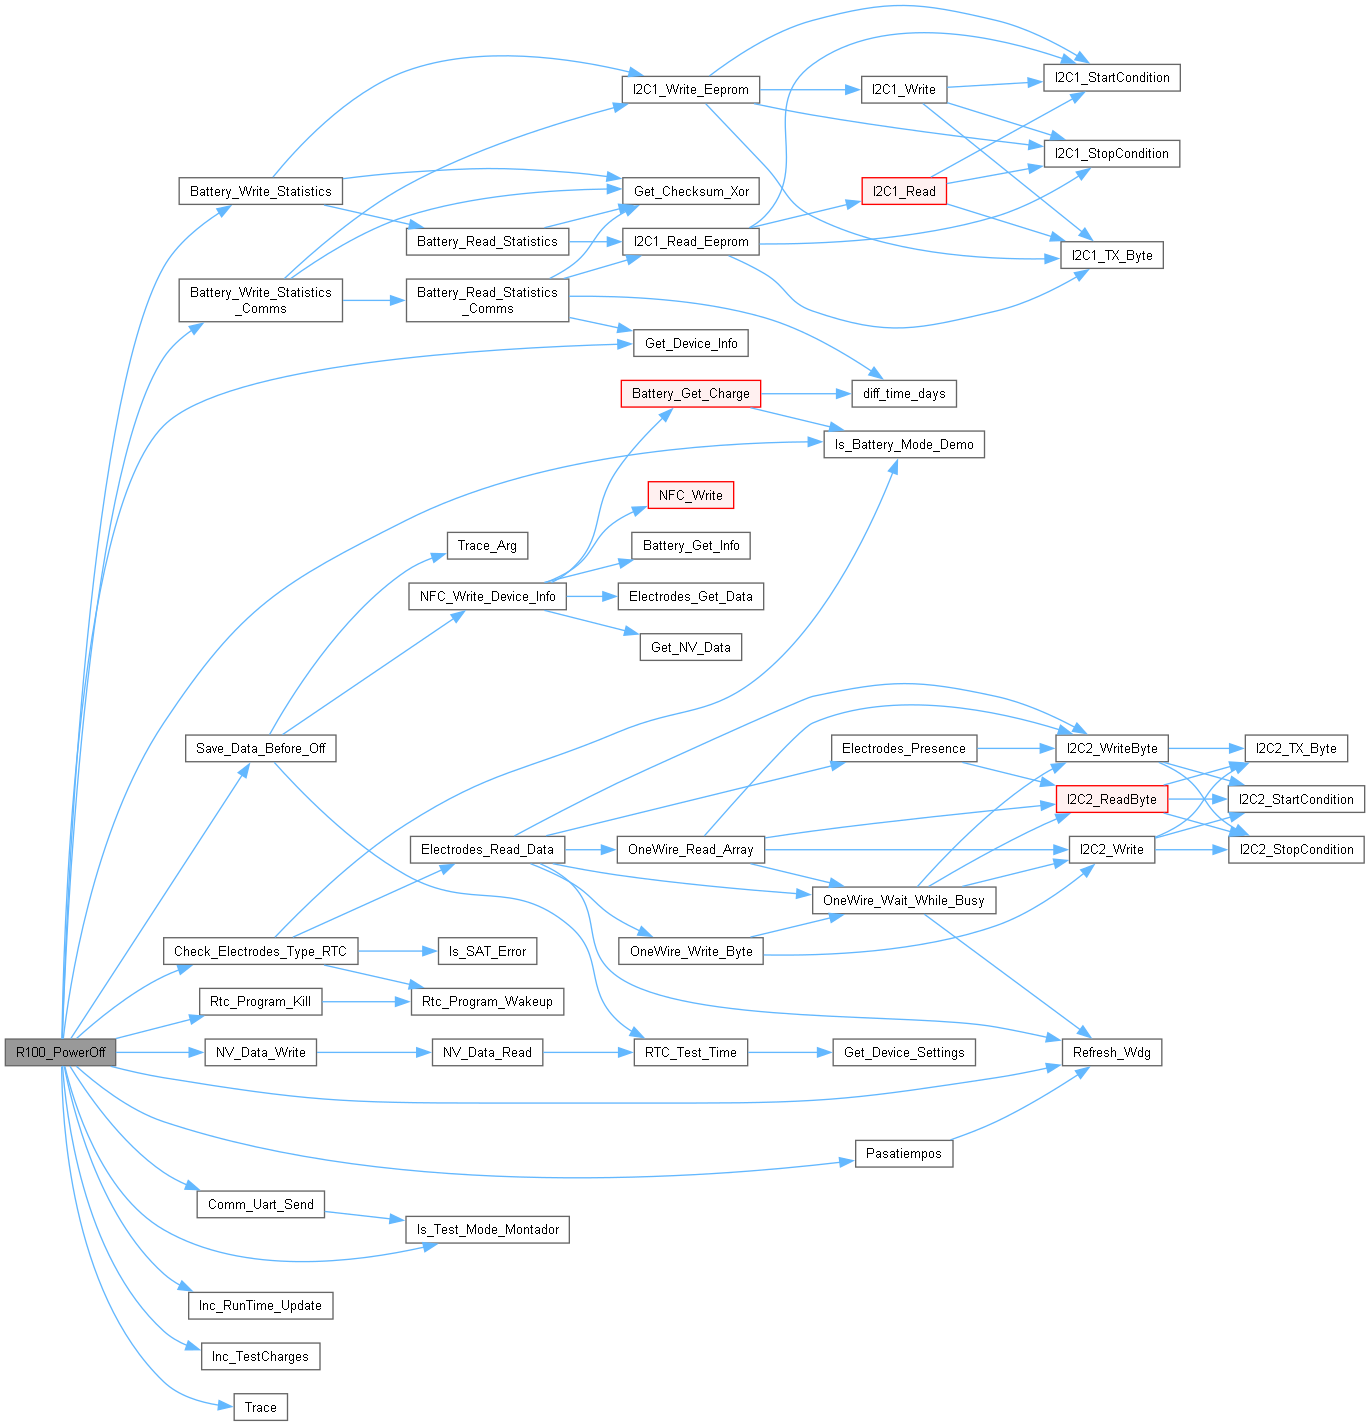 I2C1_StartCondition
I2C1_Write_Eeprom
I2C1_Write
I2C1_StopCondition
Battery_Write_Statistics
Get_Checksum_Xor
I2C1_Read
Battery_Read_Statistics
I2C1_Read_Eeprom
I2C1_TX_Byte
Battery_Write_Statistics
_Comms
Battery_Read_Statistics
_Comms
Get_Device_Info
Battery_Get_Charge
diff_time_days
Is_Battery_Mode_Demo
NFC_Write
Trace_Arg
Battery_Get_Info
NFC_Write_Device_Info
Electrodes_Get_Data
Get_NV_Data
Save_Data_Before_Off
Electrodes_Presence
I2C2_WriteByte
I2C2_TX_Byte
I2C2_ReadByte
I2C2_StartCondition
Electrodes_Read_Data
OneWire_Read_Array
I2C2_Write
I2C2_StopCondition
OneWire_Wait_While_Busy
Check_Electrodes_Type_RTC
Is_SAT_Error
OneWire_Write_Byte
Rtc_Program_Kill
Rtc_Program_Wakeup
R100_PowerOff
NV_Data_Write
NV_Data_Read
RTC_Test_Time
Get_Device_Settings
Refresh_Wdg
Pasatiempos
Comm_Uart_Send
Is_Test_Mode_Montador
Inc_RunTime_Update
Inc_TestCharges
Trace